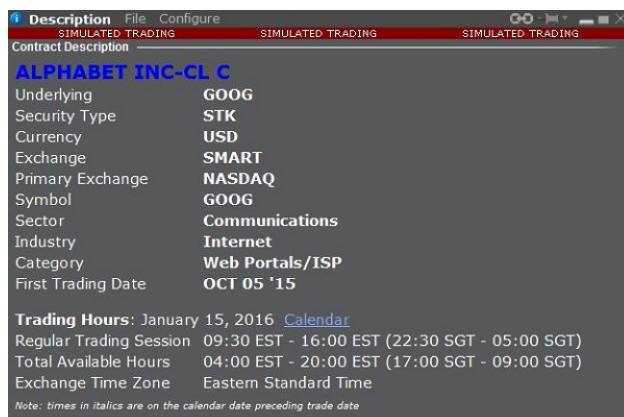 Description File Configure
SIMULATED TRADING SIMULATED TRADING SIMULATED TRADING
Contract Description
ALPHABET INC-CL C
Underlying GOOG
Security Type STK
Currency USD
Exchange SMART
Primary Exchange NASDAQ
Symbol GOOG
Sector Communications
Industry Internet
Category Web Portals/ISP
First Trading Date OCT 05 '15
Trading Hours: January 15, 2016 Calendar
Regular Trading Session 09:30 EST - 16:00 EST (22:30 SGT - 05:00 SGT)
Total Available Hours 04:00 EST - 20:00 EST (17:00 SGT - 09:00 SGT)
Exchange Time Zone Eastern Standard Time
Note: times in italics are on the calendar date preceding trade date